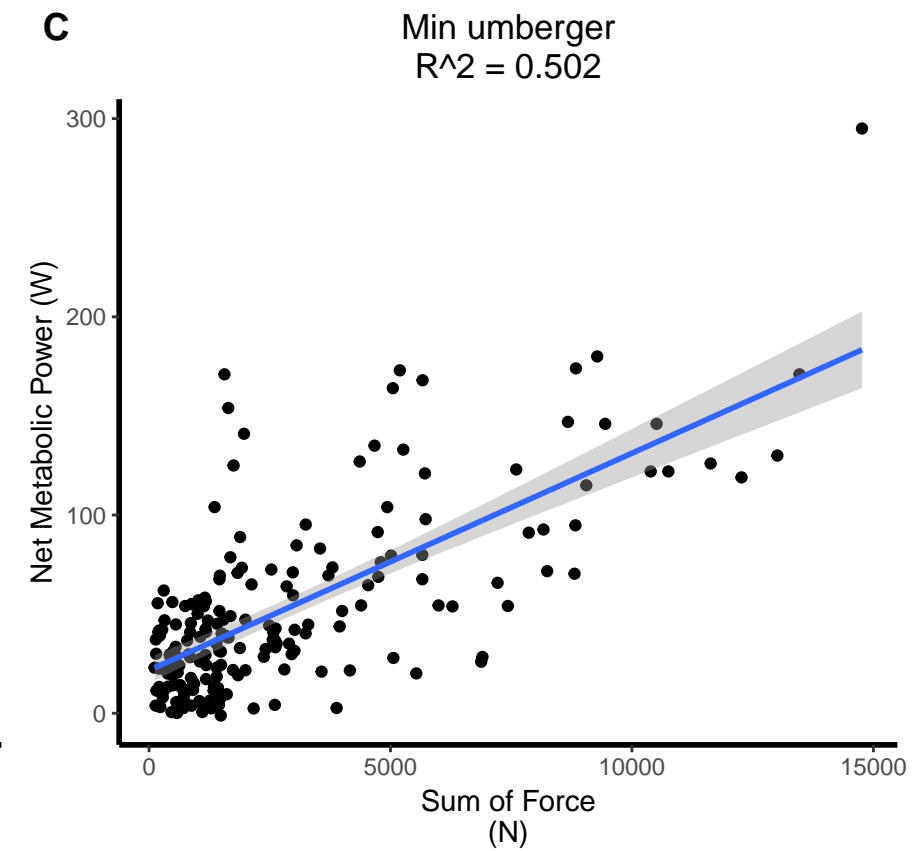 C
Min umberger
R^2 = 0.502
Net Metabolic Power (W)
300
200
100
0
0 5000 10000 15000
Sum of Force
(N)